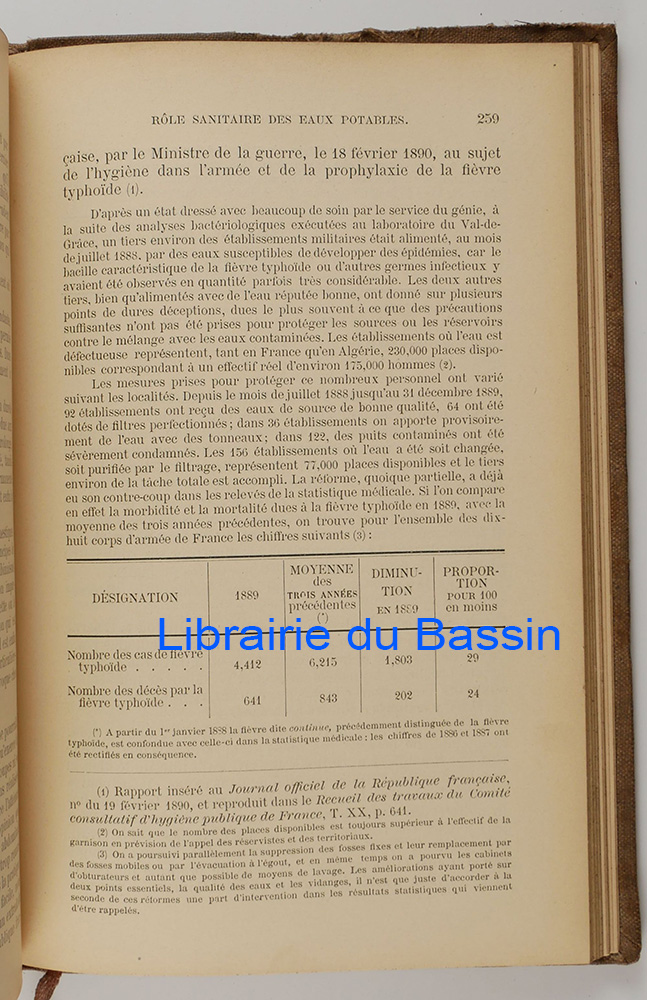 RÔLE SANITAIRE DES EAUX POTABLES. 259
çaise, par le Ministre de la guerre, le 18 février 1890, au sujet
de l'hygiène dans l'armée et de la prophylaxie de la fièvre
typhoïde (1).
D'après un état dressé avec beaucoup de soin par le service du génie, à
la suite des analyses bactériologiques exécutées au laboratoire du Val-de-
Grâce, un tiers environ des établissements militaires était alimenté, au mois
de juillet 1888, par des eaux susceptibles de développer des épidémies, car le
bacille caractéristique de la fièvre typhoïde ou d'autres germes infectieux y
avaient été observés en quantité parfois très considérable. Les deux autres
tiers, bien qu'alimentés avec de l'eau réputée bonne, ont donné sur plusieurs
points de dures déceptions, dues le plus souvent à ce que des précautions
suffisantes n'ont pas été prises pour protéger les sources ou les réservoirs
contre le mélange avec les eaux contaminées. Les établissements où l'eau est
défectueuse représentent, tant en France qu'en Algérie, 230,000 places dispo-
nibles correspondant à un effectif réel d'environ 175,000 hommes (2).
Les mesures prises pour protéger ce nombreux personnel ont varié
suivant les localités. Depuis le mois de juillet 1888 jusqu'au 31 décembre 1889,
92 établissements ont reçu des eaux de source de bonne qualité, 64 ont été
dotés de filtres perfectionnés; dans 36 établissements on apporte provisoire-
ment de l'eau avec des tonneaux; dans 122, des puits contaminés ont été
sévèrement condamnés. Les 156 établissements où l'eau a été soit changée,
soit purifiée par le filtrage, représentent 77,000 places disponibles et le tiers
environ de la tâche totale est accompli. La réforme, quoique partielle, a déjà
eu son contre-coup dans les relevés de la statistique médicale. Si l'on compare
en effet la morbidité et la mortalité dues à la fièvre typhoïde en 1889, avec la
moyenne des trois années précédentes, on trouve pour l'ensemble des dix-
huit corps d'armée de France les chiffres suivants (3) :
DÉSIGNATION
1889
MOYENNE
des
TROIS ANNÉES
précédentes
(*)
DIMINU-
TION
EN 1889
PROPOR-
TION
POUR 100
en moins
Librairie du Bassin
Nombre des cas de fièvre
typhoïde . . . . . 4,412 6,215 1,803 29
Nombre des décès par la
fièvre typhoïde . . . 641 843 202 24
(*) A partir du 1er janvier 1888 la fièvre dite continue, précédemment distinguée de la fièvre
typhoïde, est confondue avec celle-ci dans la statistique médicale : les chiffres de 1886 et 1887 ont
été rectifiés en conséquence.
(1) Rapport inséré au Journal officiel de la République française,
n° du 19 février 1890, et reproduit dans le Recueil des travaux du Comité
consultatif d'hygiène publique de France, T. XX, p. 641.
(2) On sait que le nombre des places disponibles est toujours supérieur à l'effectif de la
garnison en prévision de l'appel des réservistes et des territoriaux.
(3) On a poursuivi parallèlement la suppression des fosses fixes et leur remplacement par
des fosses mobiles ou par l'évacuation à l'égout, et en même temps on a pourvu les cabinets
d'obturateurs et autant que possible de moyens de lavage. Les améliorations ayant porté sur
deux points essentiels, la qualité des eaux et les vidanges, il n'est que juste d'accorder à la
seconde de ces réformes une part d'intervention dans les résultats statistiques qui viennent
d'être rappelés.